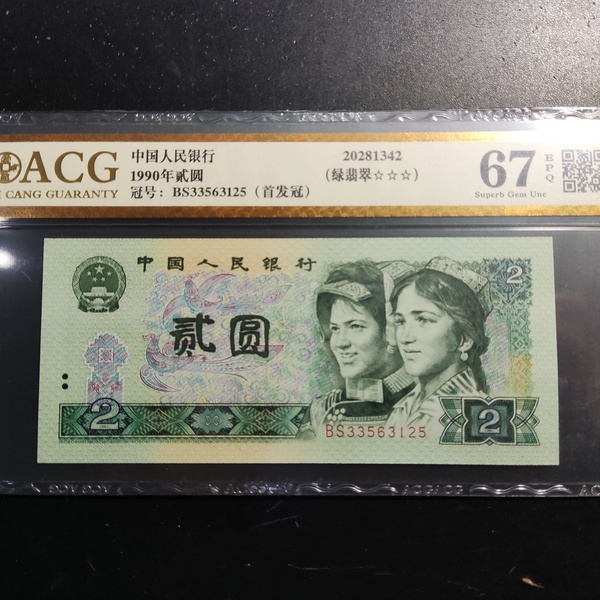 ACG
CANG GUARANTY
中国人民银行
1990年贰圆
冠号：BS33563125（首发冠）
20281342
（绿翡翠☆☆☆）
67
EPQ
Superb Gem Unc
中国人民银行
2
贰圆
2
BS33563125
2